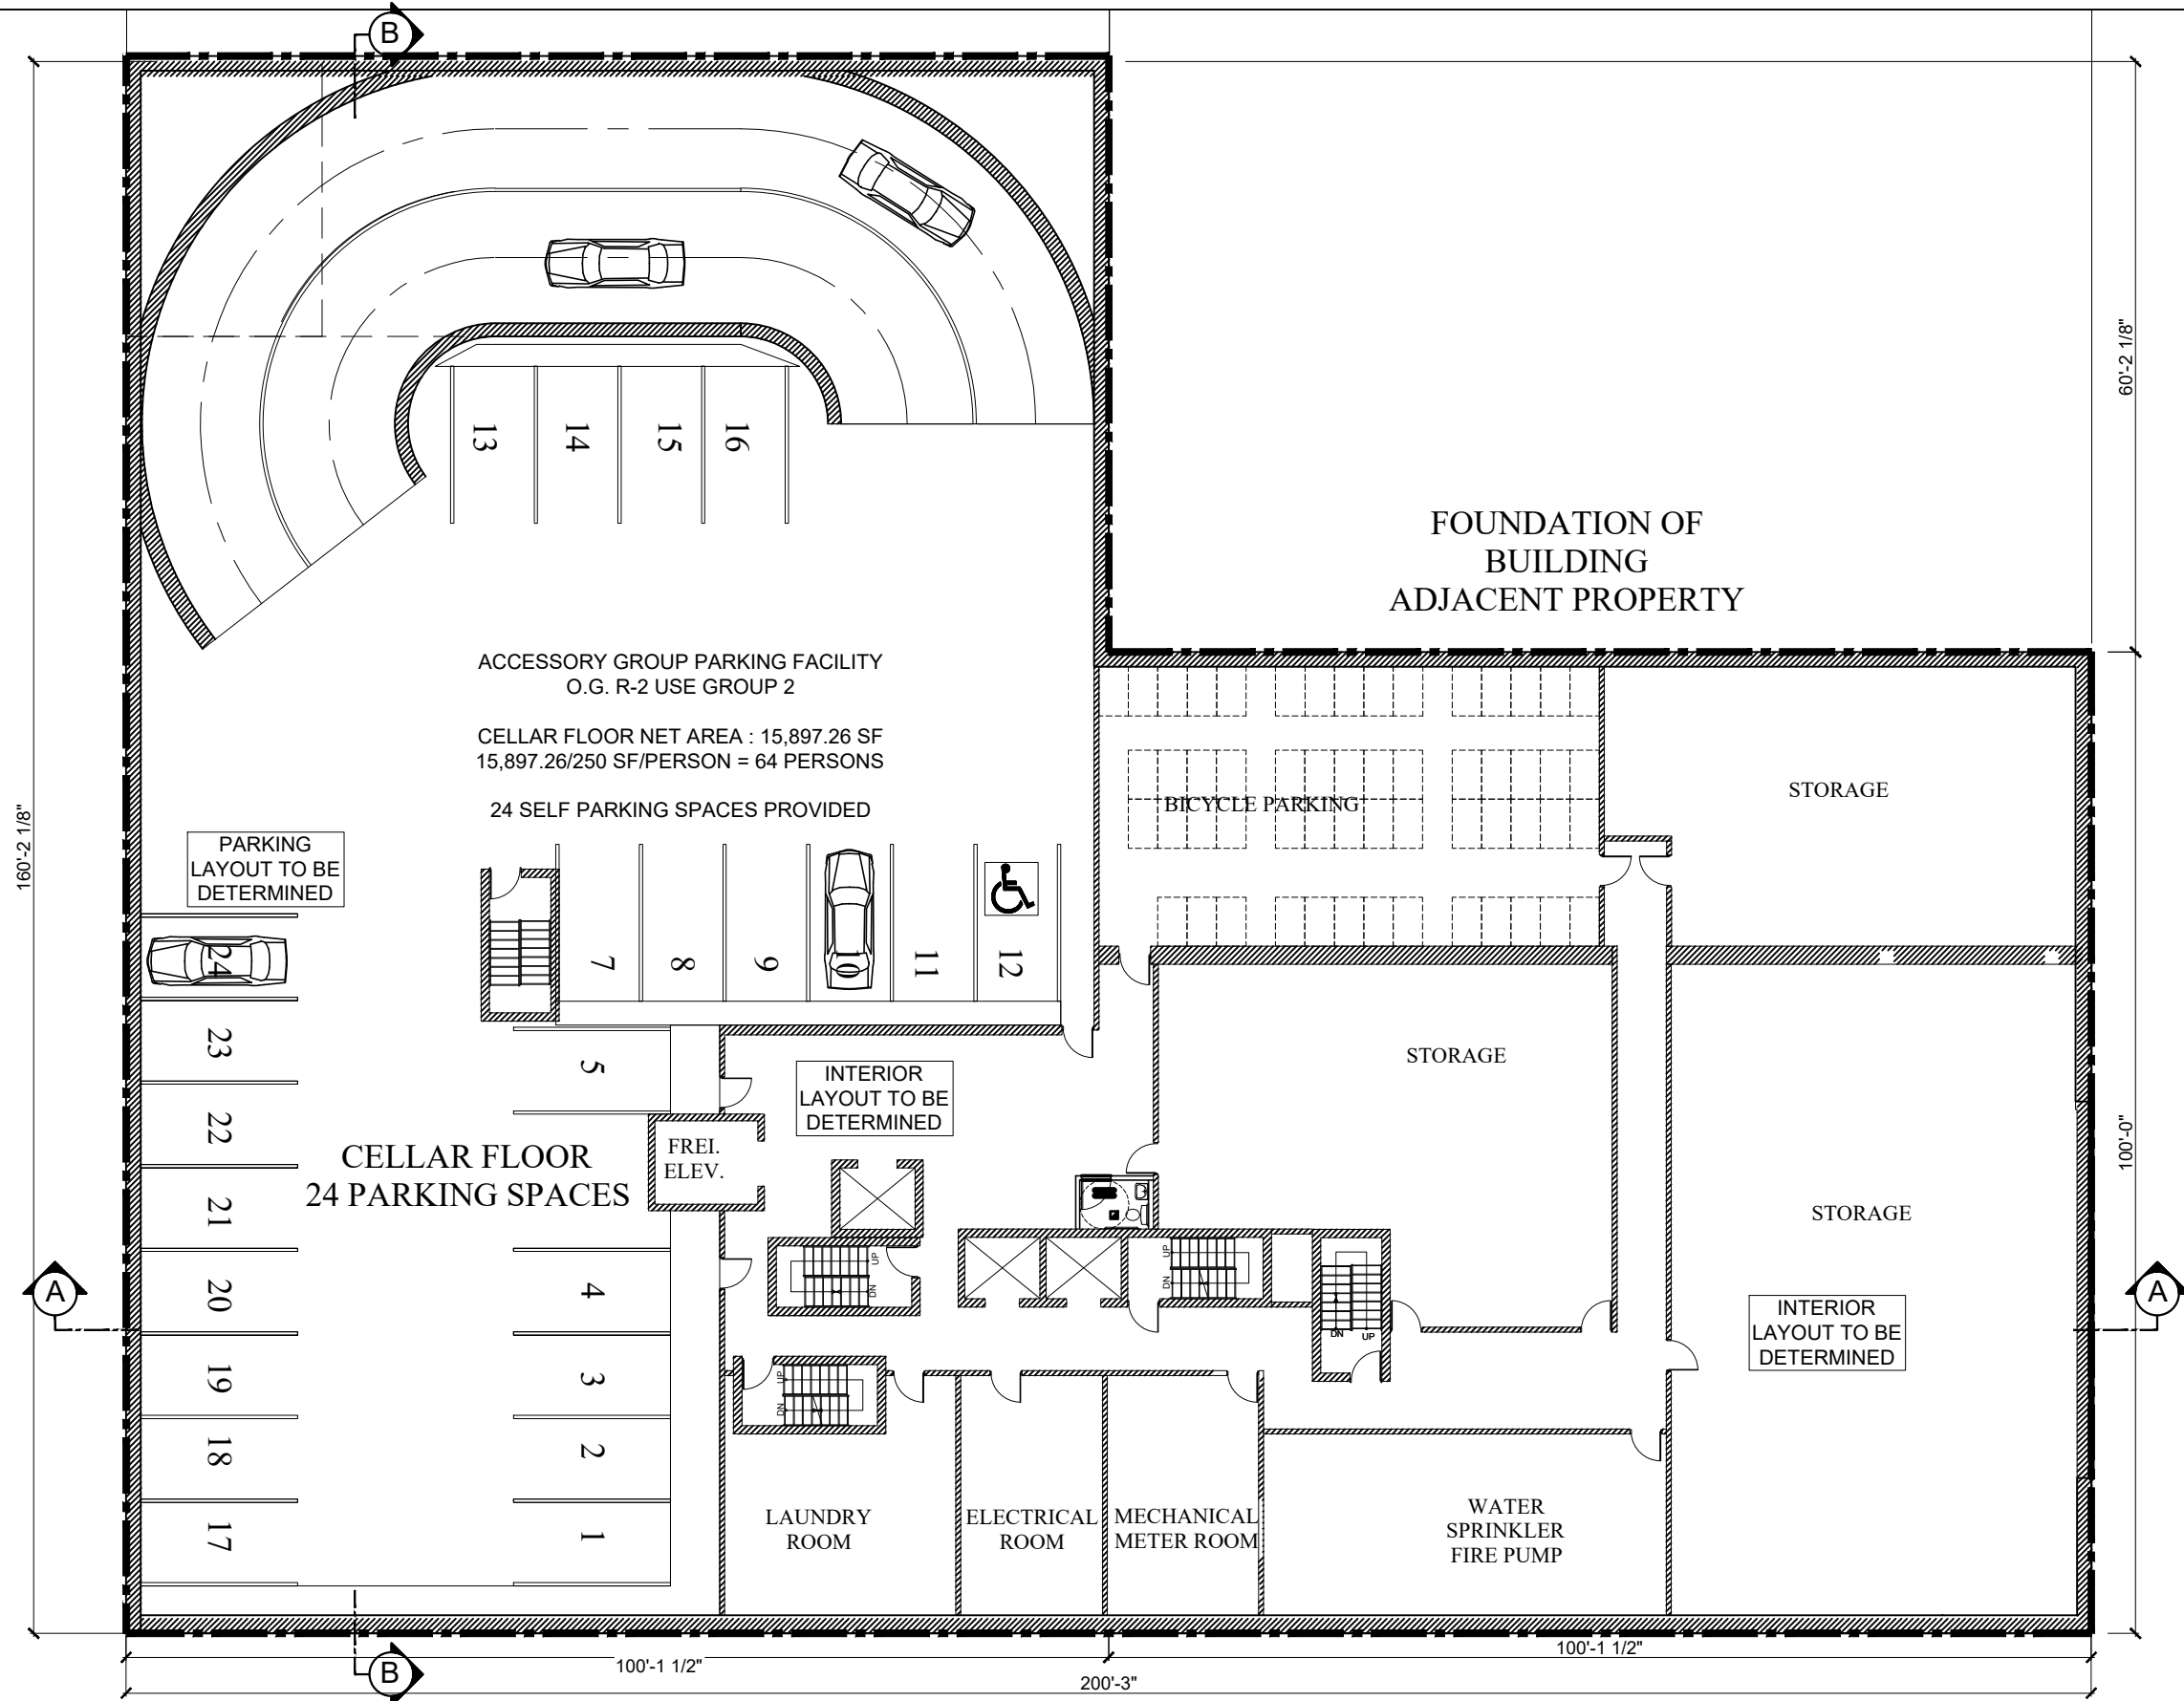 B
13
14
15
16
60'-2 1/8"
FOUNDATION OF
BUILDING
ADJACENT PROPERTY
ACCESSORY GROUP PARKING FACILITY
O.G. R-2 USE GROUP 2
CELLAR FLOOR NET AREA : 15,897.26 SF
15,897.26/250 SF/PERSON = 64 PERSONS
24 SELF PARKING SPACES PROVIDED
160'-2 1/8"
PARKING
LAYOUT TO BE
DETERMINED
BICYCLE PARKING
STORAGE
24
7
8
9
10
11
12
23
5
INTERIOR
LAYOUT TO BE
DETERMINED
STORAGE
22
CELLAR FLOOR
24 PARKING SPACES
FREI.
ELEV.
100'-0"
21
STORAGE
UP
DN
UP
DN
20
4
A
A
INTERIOR
LAYOUT TO BE
DETERMINED
DN
UP
19
3
UP
DN
18
2
17
1
LAUNDRY
ROOM
ELECTRICAL
ROOM
MECHANICAL
METER ROOM
WATER
SPRINKLER
FIRE PUMP
B
100'-1 1/2"
100'-1 1/2"
200'-3"